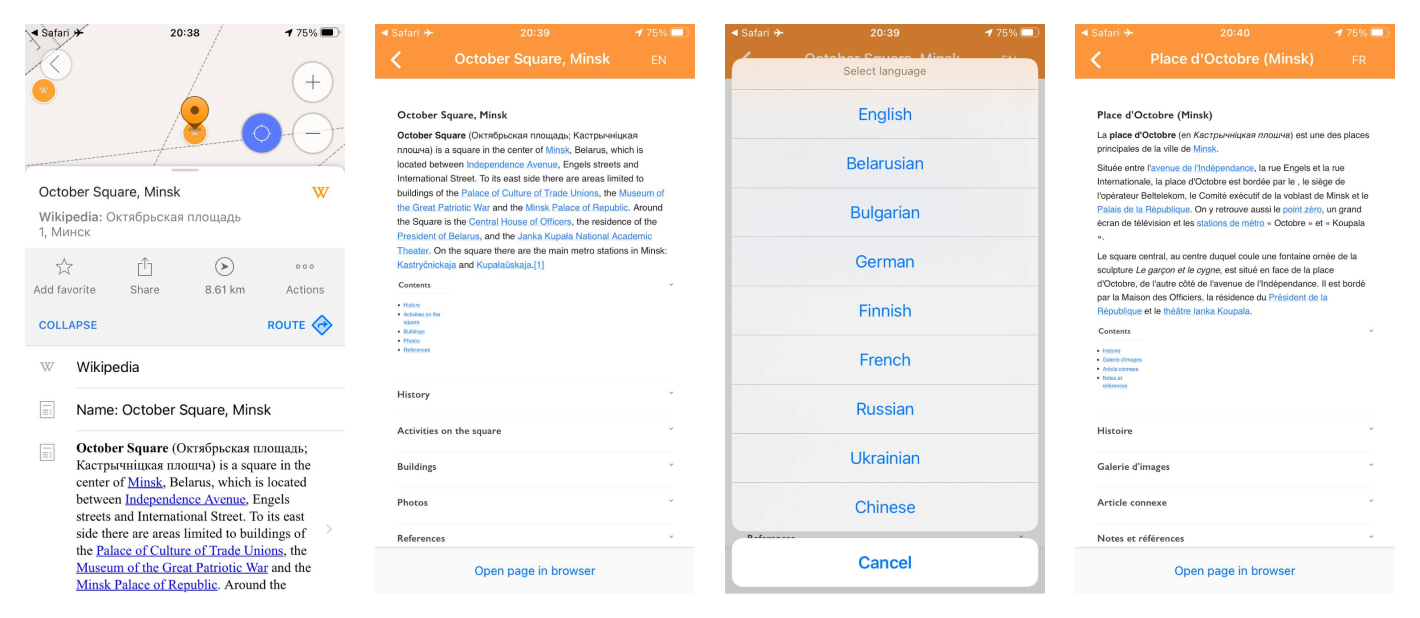 Safari
20:38
75%
October Square, Minsk
Wikipedia: Октябрьская площадь
1, Минск
Add favorite
Share
8.61 km
Actions
COLLAPSE
ROUTE
Wikipedia
Name: October Square, Minsk
October Square (Октябрьская площадь;
Кастрычніцкая плошча) is a square in the
center of Minsk, Belarus, which is located
between Independence Avenue, Engels
streets and International Street. To its east
side there are areas limited to buildings of
the Palace of Culture of Trade Unions, the
Museum of the Great Patriotic War and the
Minsk Palace of Republic. Around the
Safari
20:39
75%
October Square, Minsk
EN
October Square, Minsk
October Square (Октябрьская площадь; Кастрычніцкая
плошча) is a square in the center of Minsk, Belarus, which is
located between Independence Avenue, Engels streets and
International Street. To its east side there are areas limited to
buildings of the Palace of Culture of Trade Unions, the Museum of
the Great Patriotic War and the Minsk Palace of Republic. Around
the Square is the Central House of Officers, the residence of the
President of Belarus, and the Janka Kupała National Academic
Theater. On the square there are the main metro stations in Minsk:
Kastryčnickaja and Kupałaŭskaja.[1]
Contents
• History
• Activities on the
square
• Buildings
• Photos
• References
History
Activities on the square
Buildings
Photos
References
Open page in browser
Safari
20:39
75%
October Square, Minsk
EN
Select language
English
Belarusian
Bulgarian
German
Finnish
French
Russian
Ukrainian
Chinese
References
Cancel
Safari
20:40
75%
Place d'Octobre (Minsk)
FR
Place d'Octobre (Minsk)
La place d'Octobre (en Кастрычніцкая плошча) est une des places
principales de la ville de Minsk.
Située entre l'avenue de l'Indépendance, la rue Engels et la rue
Internationale, la place d'Octobre est bordée par le , le siège de
l'opérateur Beltelekom, le Comité exécutif de la voblast de Minsk et le
Palais de la République. On y retrouve aussi le point zéro, un grand
écran de télévision et les stations de métro « Octobre » et « Koupala
».
Le square central, au centre duquel coule une fontaine ornée de la
sculpture Le garçon et le cygne, est situé en face de la place
d'Octobre, de l'autre côté de l'avenue de l'Indépendance. Il est bordé
par la Maison des Officiers, la résidence du Président de la
République et le théâtre Ianka Koupala.
Contents
• Histoire
• Galerie d'images
• Article connexe
• Notes et
références
Histoire
Galerie d'images
Article connexe
Notes et références
Open page in browser